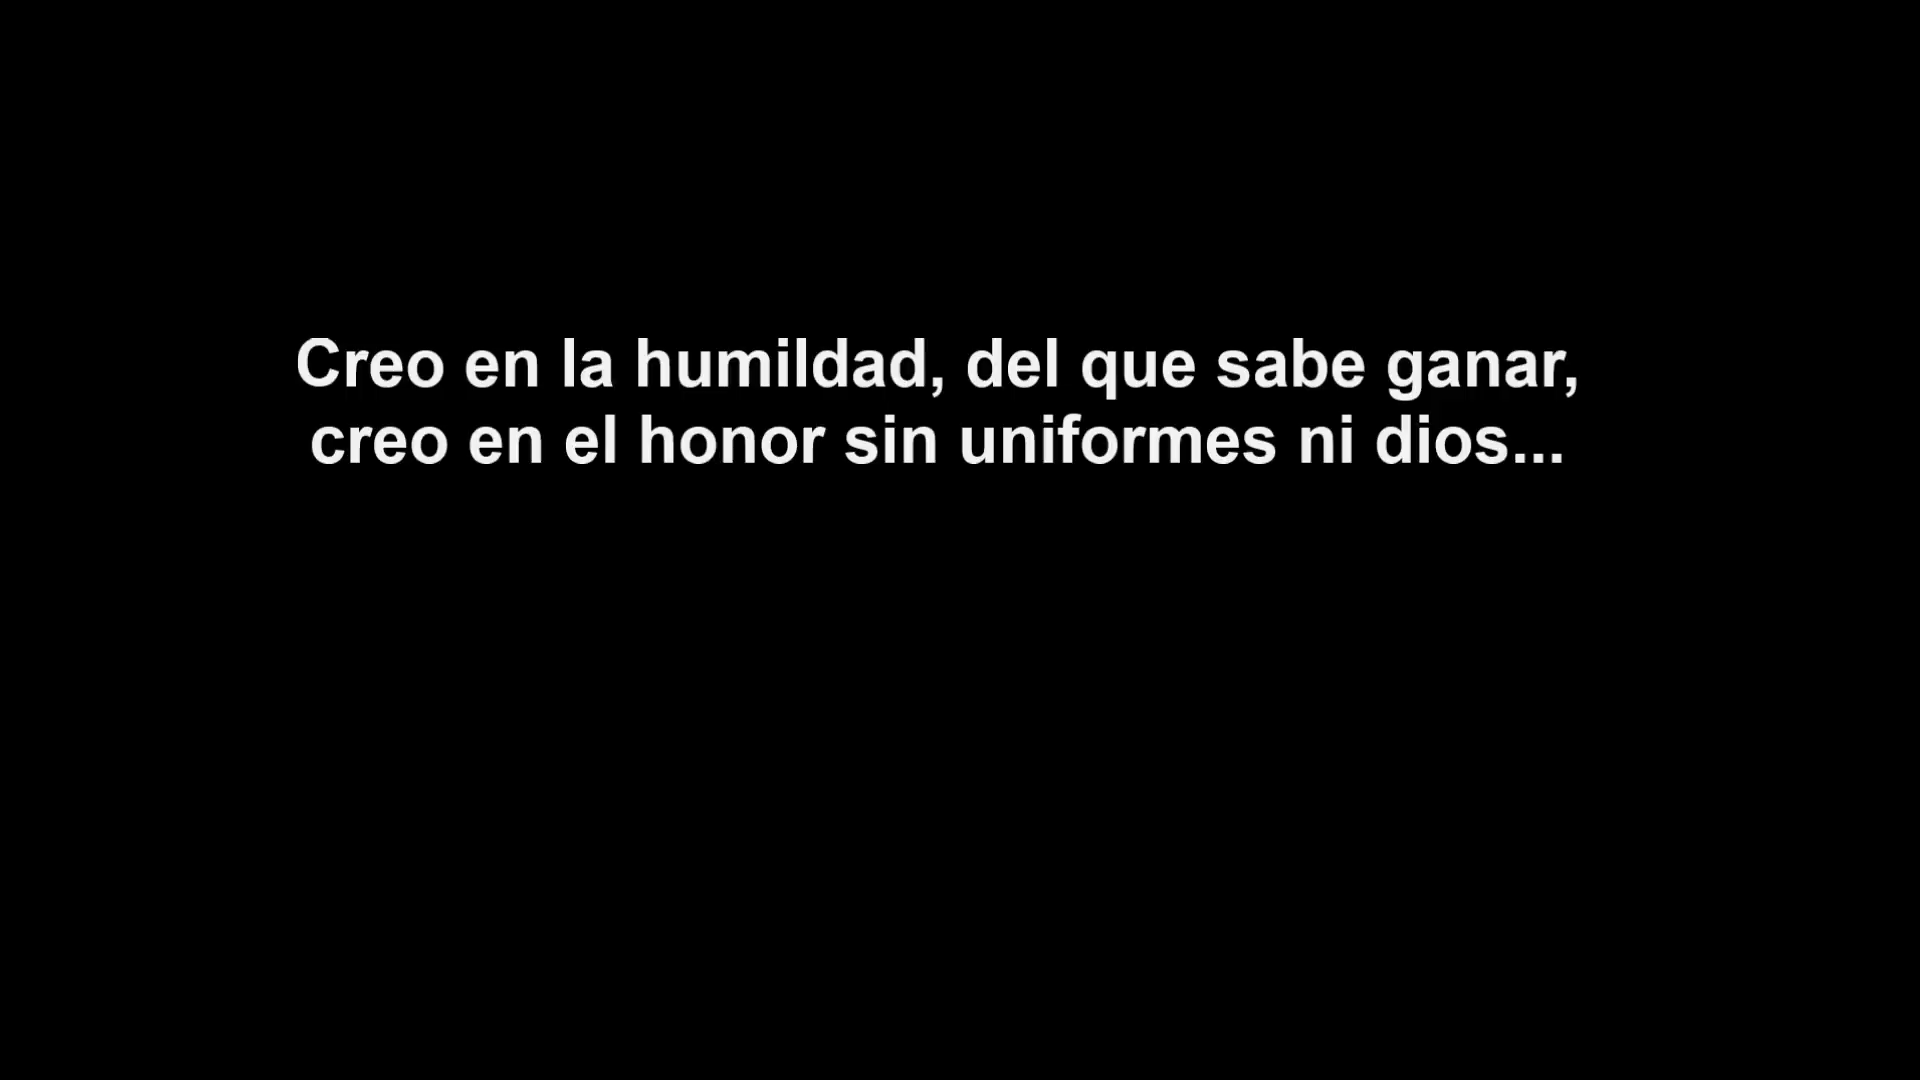 Creo en la humildad, del que sabe ganar,
creo en el honor sin uniformes ni dios...